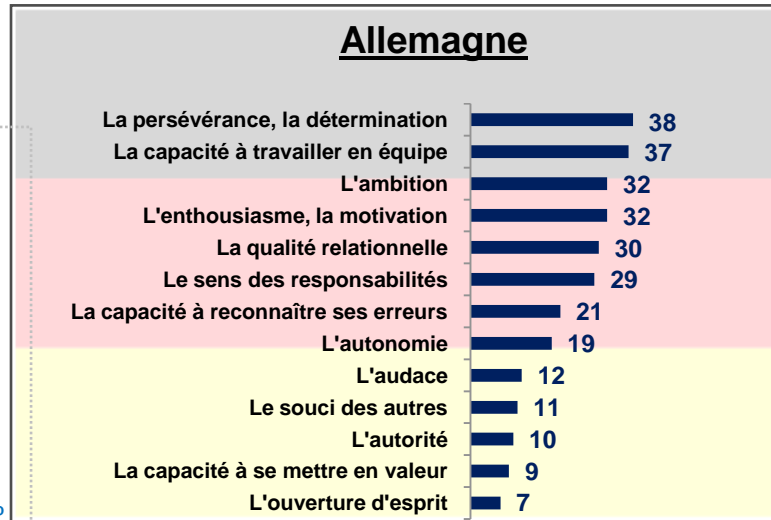 Allemagne
La persévérance, la détermination 38
La capacité à travailler en équipe 37
L'ambition 32
L'enthousiasme, la motivation 32
La qualité relationnelle 30
Le sens des responsabilités 29
La capacité à reconnaître ses erreurs 21
L'autonomie 19
L'audace 12
Le souci des autres 11
L'autorité 10
La capacité à se mettre en valeur 9
L'ouverture d'esprit 7